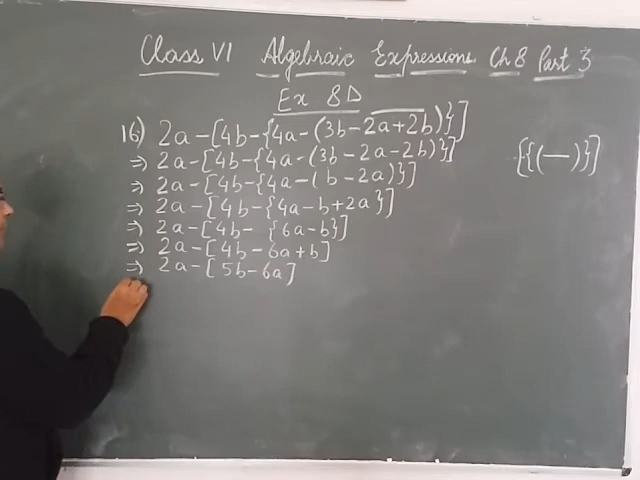 Class VI Algebraic Expressions Ch 8 Part 3
Ex 8D
16) 2a-[4b-{4a-(3b-2a+2b)}]
⇒ 2a-[4b-{4a-(3b-2a-2b)}]
⇒ 2a-[4b-{4a-(b-2a)}]
⇒ 2a-[4b-{4a-b+2a}]
⇒ 2a-[4b-{6a-b}]
⇒ 2a-[4b-6a+b]
⇒ 2a-[5b-6a]
[{(—)}]